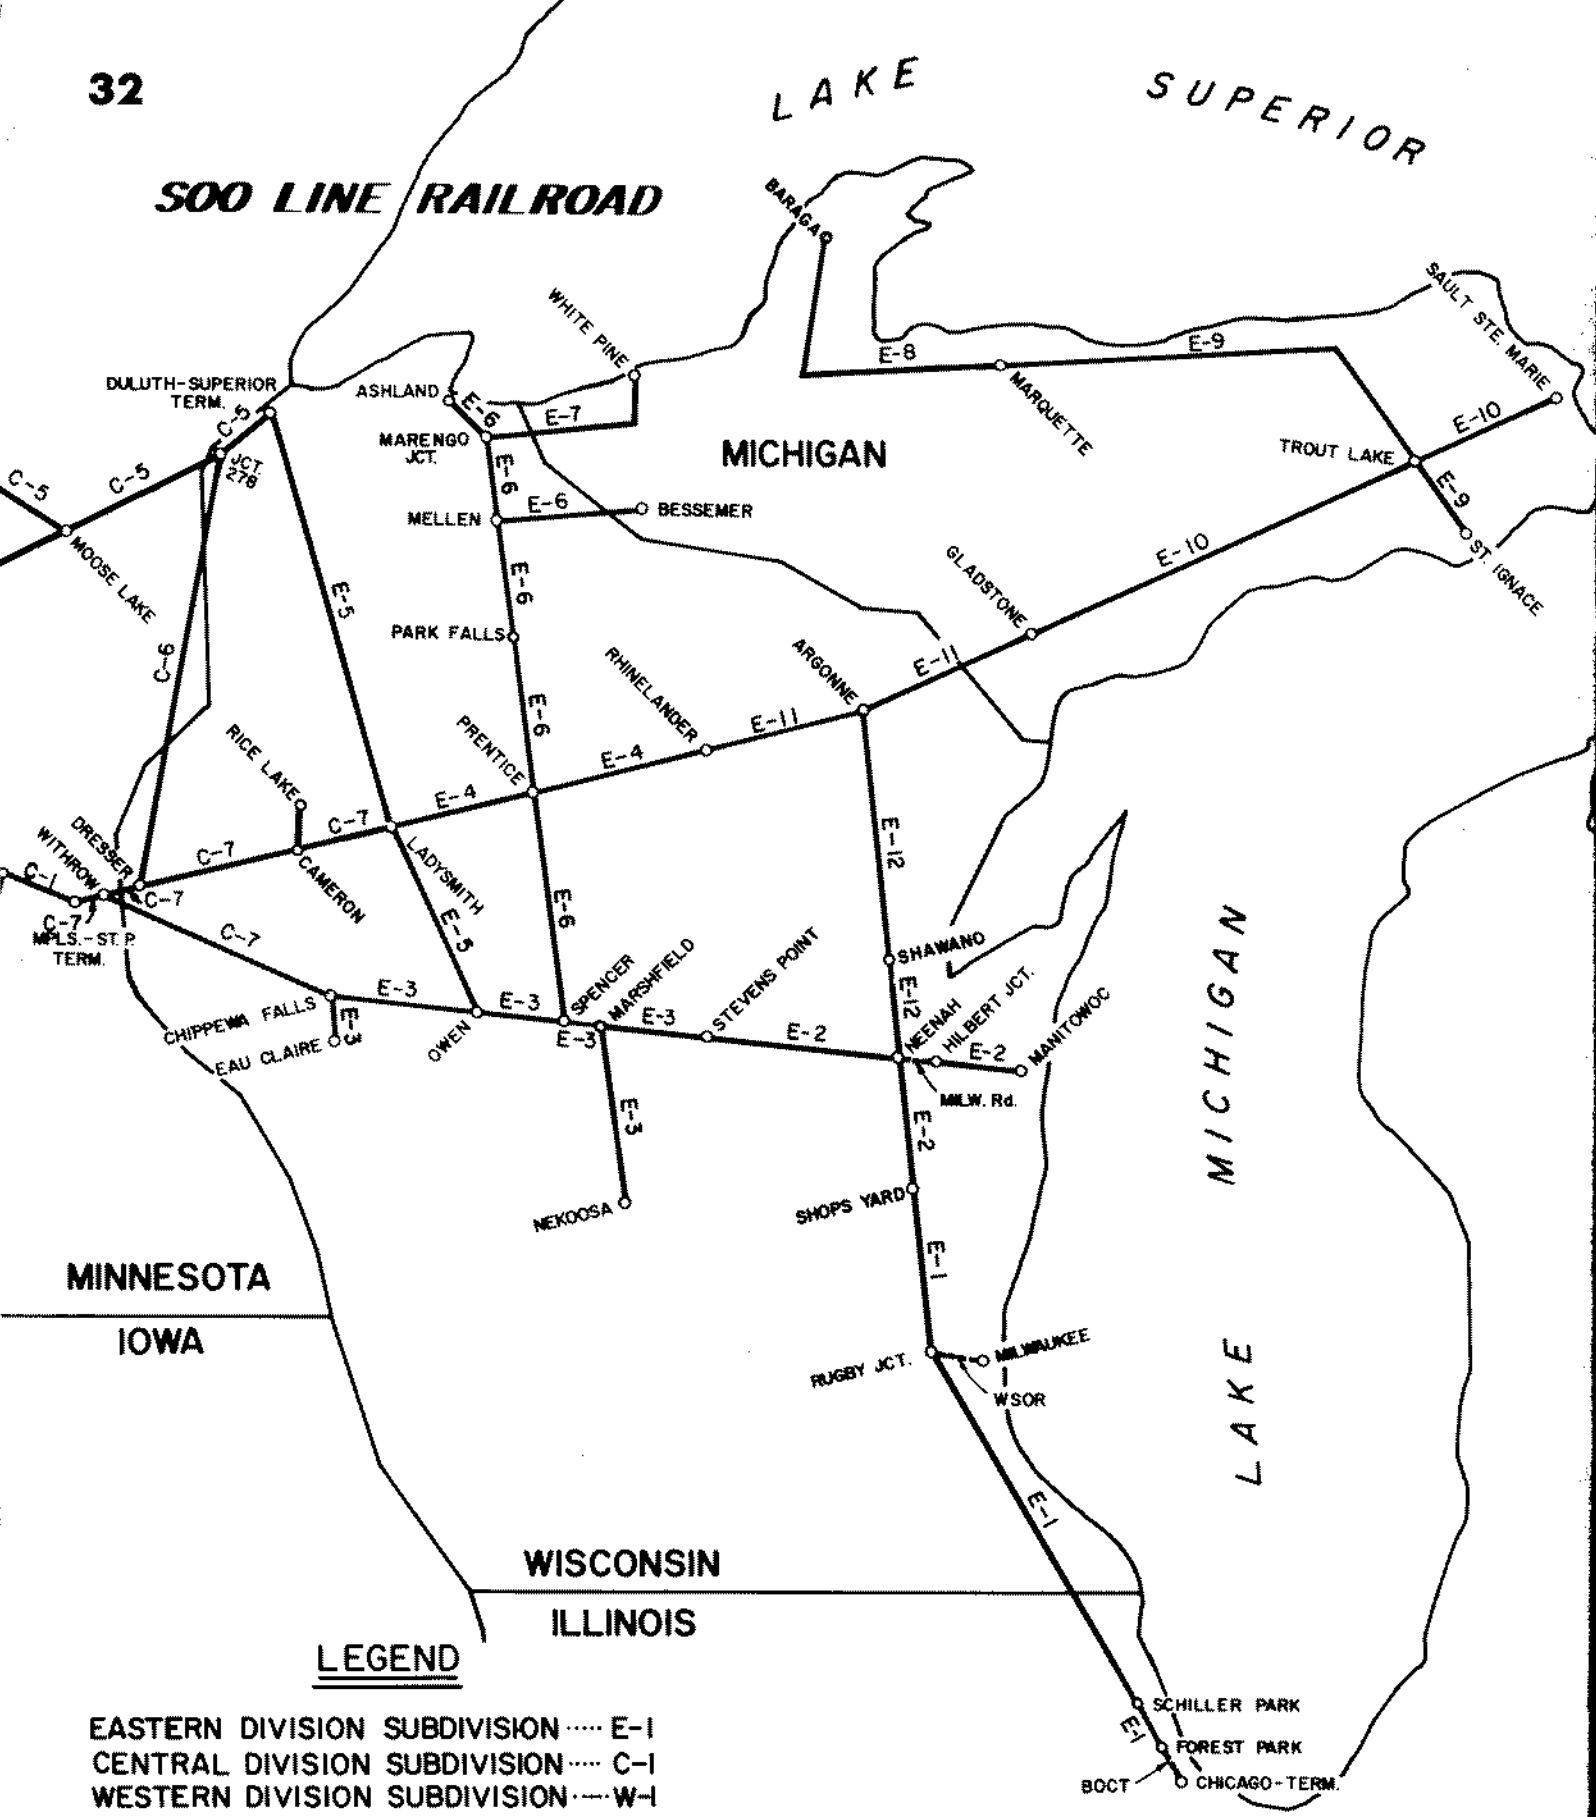 32
LAKE SUPERIOR
SOO LINE RAILROAD
BARAGA
SAULT STE. MARIE
WHITE PINE
E-8
E-9
MARQUETTE
DULUTH-SUPERIOR
TERM.
ASHLAND
E-6
E-7
C-5
MARENGO
JCT.
MICHIGAN
E-10
TROUT LAKE
JCT.
278
C-5
C-5
E-6
E-9
MELLEN
E-6
BESSEMER
MOOSE LAKE
E-10
ST. IGNACE
E-5
E-6
GLADSTONE
PARK FALLS
C-6
RHINELANDER
ARGONNE
E-11
E-6
PRENTICE
E-11
RICE LAKE
E-4
E-4
C-7
DRESSER
WITHROW
C-7
CAMERON
LADYSMITH
E-12
C-1
C-7
C-7
MPLS.-ST. P.
TERM.
C-7
E-5
E-6
SHAWANO
STEVENS POINT
SPENCER
MARSHFIELD
E-3
E-3
E-3
E-3
E-2
E-12
NEENAH
HILBERT JCT.
E-2
MANITOWOC
CHIPPEWA FALLS
E-3
EAU CLAIRE
OWEN
MILW. Rd.
E-3
E-2
NEKOOSA
SHOPS YARD
E-1
LAKE MICHIGAN
MINNESOTA
IOWA
RUGBY JCT.
MILWAUKEE
WSOR
E-1
WISCONSIN
ILLINOIS
LEGEND
SCHILLER PARK
E-1
FOREST PARK
BOCT
CHICAGO-TERM.
EASTERN DIVISION SUBDIVISION ····· E-1
CENTRAL DIVISION SUBDIVISION ····· C-1
WESTERN DIVISION SUBDIVISION ····· W-1